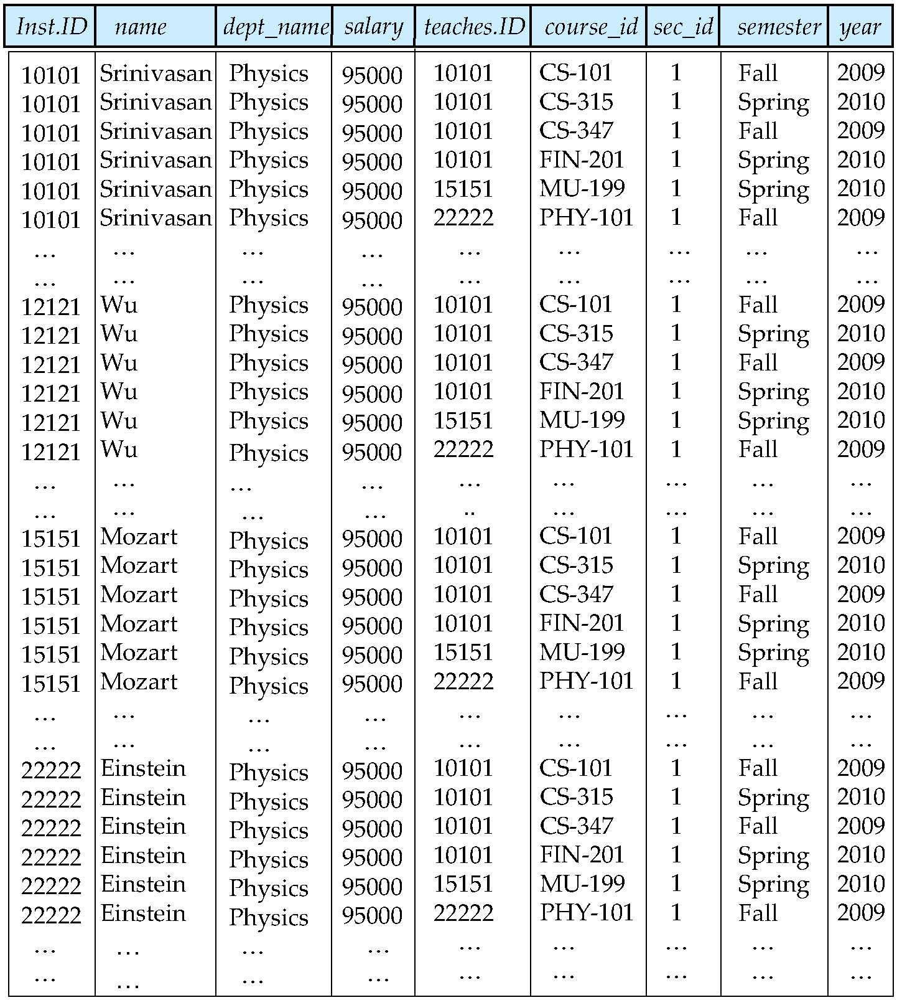 Inst.ID name dept_name salary teaches.ID course_id sec_id semester year
10101 Srinivasan Physics 95000 10101 CS-101 1 Fall 2009
10101 Srinivasan Physics 95000 10101 CS-315 1 Spring 2010
10101 Srinivasan Physics 95000 10101 CS-347 1 Fall 2009
10101 Srinivasan Physics 95000 10101 FIN-201 1 Spring 2010
10101 Srinivasan Physics 95000 15151 MU-199 1 Spring 2010
10101 Srinivasan Physics 95000 22222 PHY-101 1 Fall 2009
... ... ... ... ... ... ... ... ...
... ... ... ... ... ... ... ... ...
12121 Wu Physics 95000 10101 CS-101 1 Fall 2009
12121 Wu Physics 95000 10101 CS-315 1 Spring 2010
12121 Wu Physics 95000 10101 CS-347 1 Fall 2009
12121 Wu Physics 95000 10101 FIN-201 1 Spring 2010
12121 Wu Physics 95000 15151 MU-199 1 Spring 2010
12121 Wu Physics 95000 22222 PHY-101 1 Fall 2009
... ... ... ... ... ... ... ... ...
... ... ... ... .. ... ... ... ...
15151 Mozart Physics 95000 10101 CS-101 1 Fall 2009
15151 Mozart Physics 95000 10101 CS-315 1 Spring 2010
15151 Mozart Physics 95000 10101 CS-347 1 Fall 2009
15151 Mozart Physics 95000 10101 FIN-201 1 Spring 2010
15151 Mozart Physics 95000 15151 MU-199 1 Spring 2010
15151 Mozart Physics 95000 22222 PHY-101 1 Fall 2009
... ... ... ... ... ... ... ... ...
... ... ... ... ... ... ... ... ...
22222 Einstein Physics 95000 10101 CS-101 1 Fall 2009
22222 Einstein Physics 95000 10101 CS-315 1 Spring 2010
22222 Einstein Physics 95000 10101 CS-347 1 Fall 2009
22222 Einstein Physics 95000 10101 FIN-201 1 Spring 2010
22222 Einstein Physics 95000 15151 MU-199 1 Spring 2010
22222 Einstein Physics 95000 22222 PHY-101 1 Fall 2009
... ... ... ... ... ... ... ... ...
... ... ... ... ... ... ... ... ...